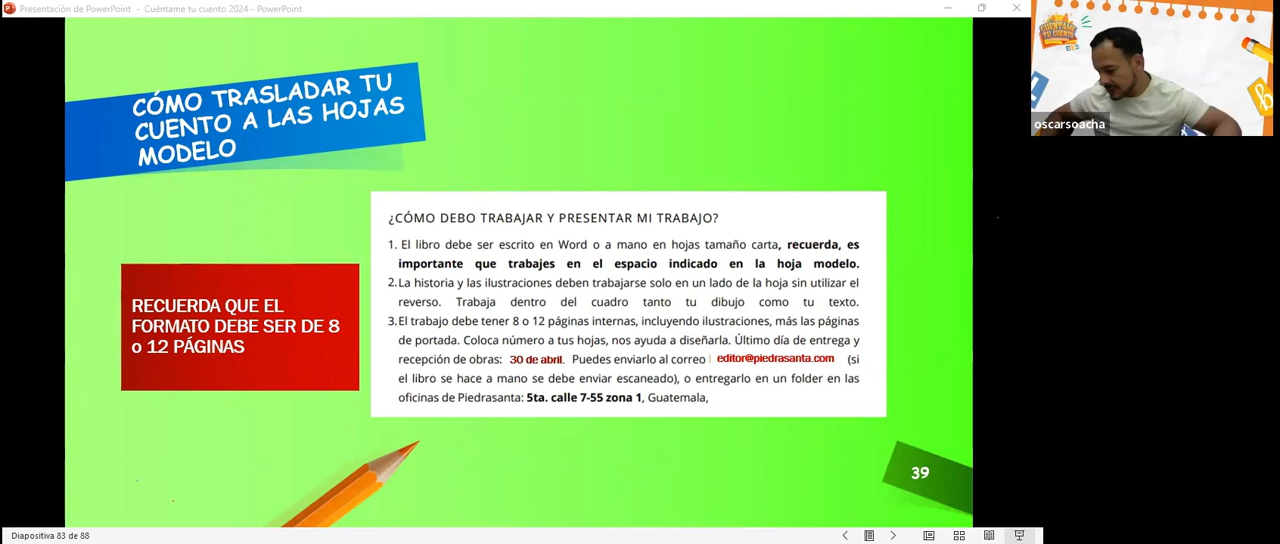 Presentación de PowerPoint - Cuéntame tu cuento 2024 - PowerPoint
CUÉNTAME
TU CUENTO
oscarsoacha
CÓMO TRASLADAR TU
CUENTO A LAS HOJAS
MODELO
RECUERDA QUE EL
FORMATO DEBE SER DE 8
o 12 PÁGINAS
¿CÓMO DEBO TRABAJAR Y PRESENTAR MI TRABAJO?
1. El libro debe ser escrito en Word o a mano en hojas tamaño carta, recuerda, es
importante que trabajes en el espacio indicado en la hoja modelo.
2. La historia y las ilustraciones deben trabajarse solo en un lado de la hoja sin utilizar el
reverso. Trabaja dentro del cuadro tanto tu dibujo como tu texto.
3. El trabajo debe tener 8 o 12 páginas internas, incluyendo ilustraciones, más las páginas
de portada. Coloca número a tus hojas, nos ayuda a diseñarla. Último día de entrega y
recepción de obras: 30 de abril. Puedes enviarlo al correo editor@piedrasanta.com (si
el libro se hace a mano se debe enviar escaneado), o entregarlo en un folder en las
oficinas de Piedrasanta: 5ta. calle 7-55 zona 1, Guatemala,
39
Diapositiva 83 de 88